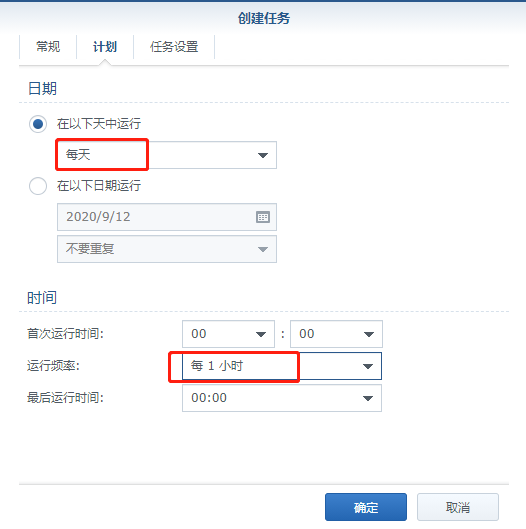 创建任务
常规 计划 任务设置
日期
在以下天中运行
每天
在以下日期运行
2020/9/12
不要重复
时间
首次运行时间: 00 : 00
运行频率: 每 1 小时
最后运行时间: 00:00
确定 取消